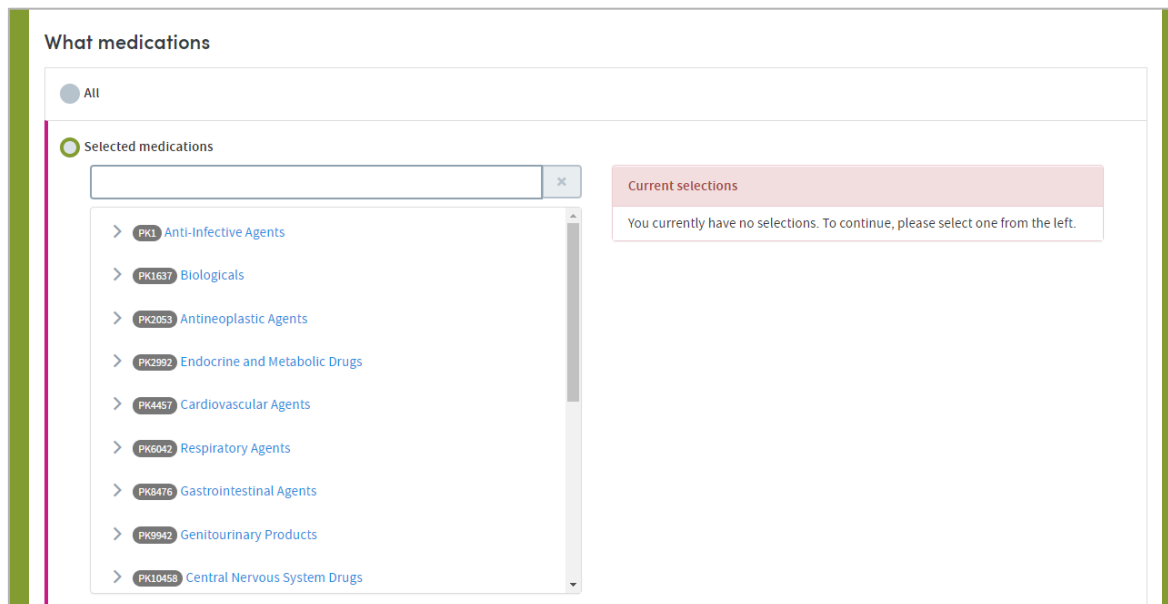 What medications
All
Selected medications
Current selections
You currently have no selections. To continue, please select one from the left.
PK1 Anti-Infective Agents
PK1637 Biologicals
PK2053 Antineoplastic Agents
PK2992 Endocrine and Metabolic Drugs
PK4457 Cardiovascular Agents
PK6042 Respiratory Agents
PK8476 Gastrointestinal Agents
PK9942 Genitourinary Products
PK10458 Central Nervous System Drugs